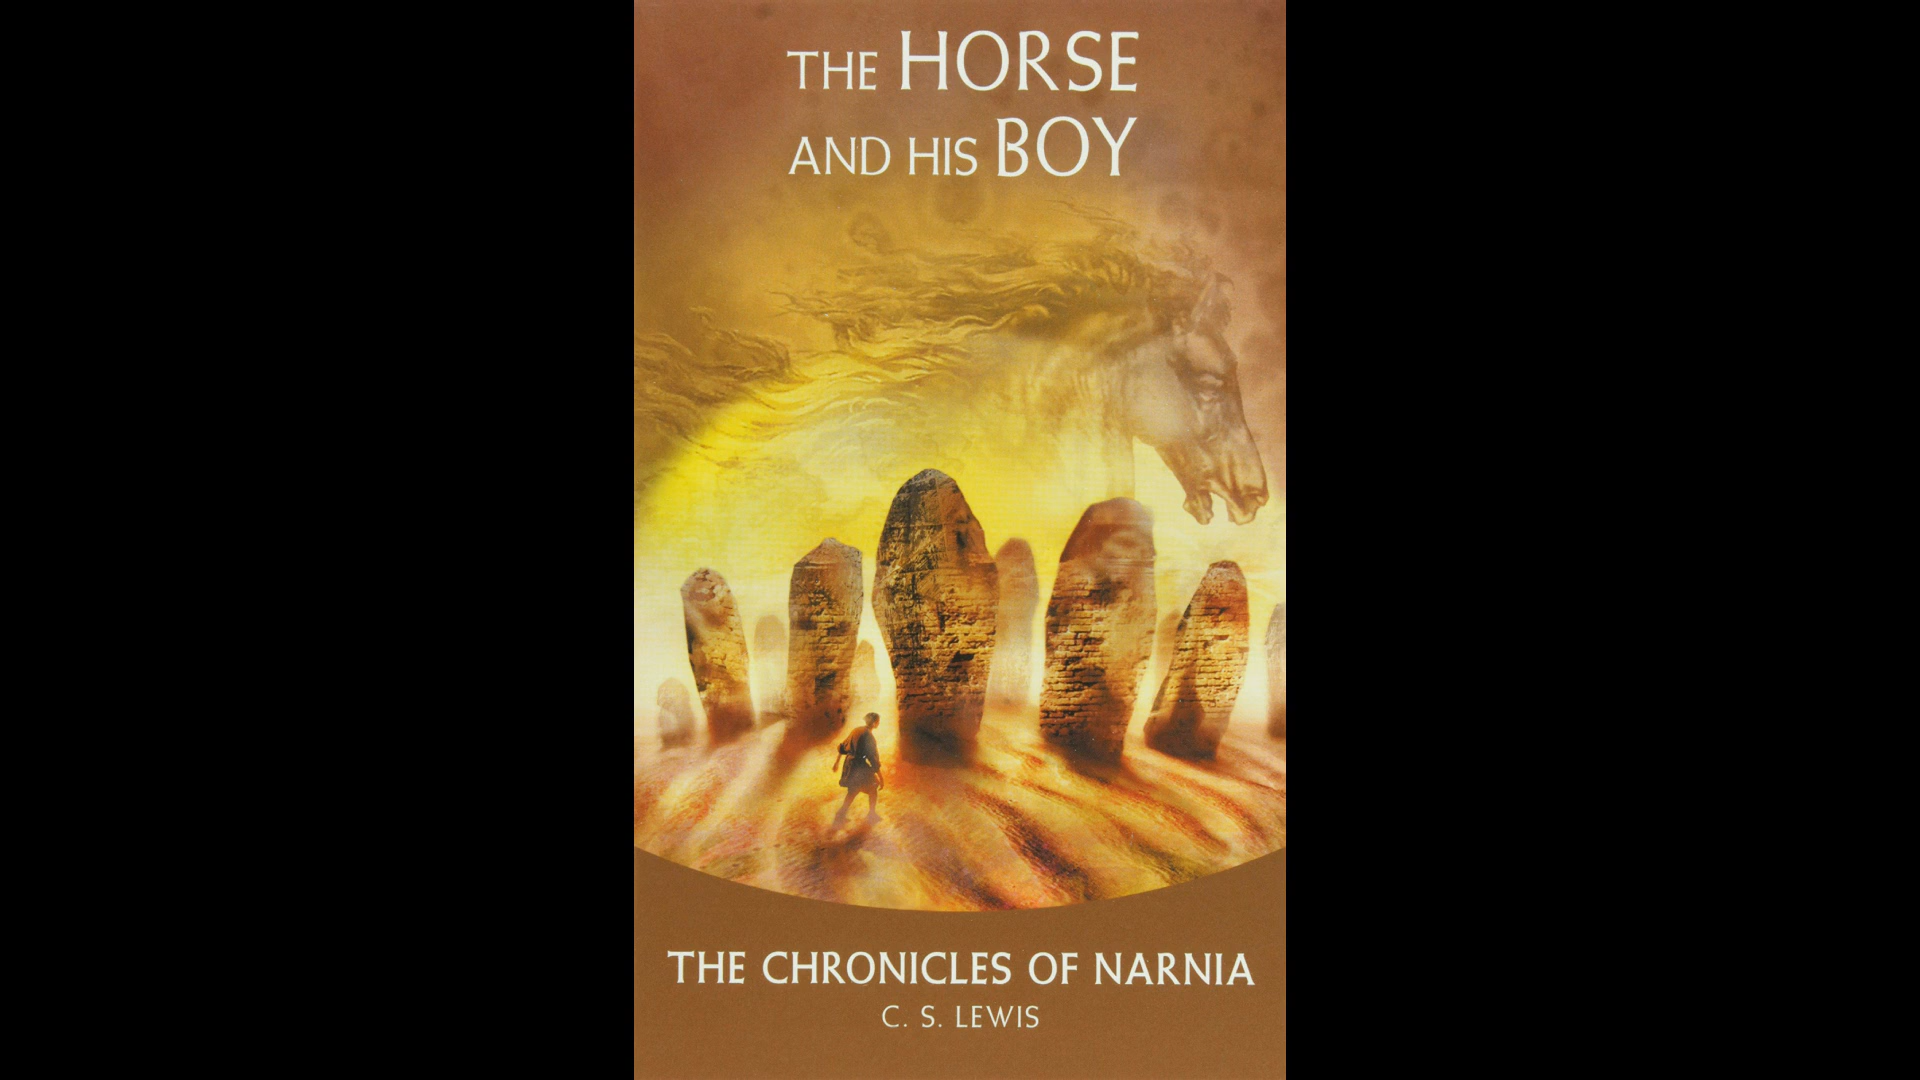 THE HORSE
AND HIS BOY
THE CHRONICLES OF NARNIA
C. S. LEWIS